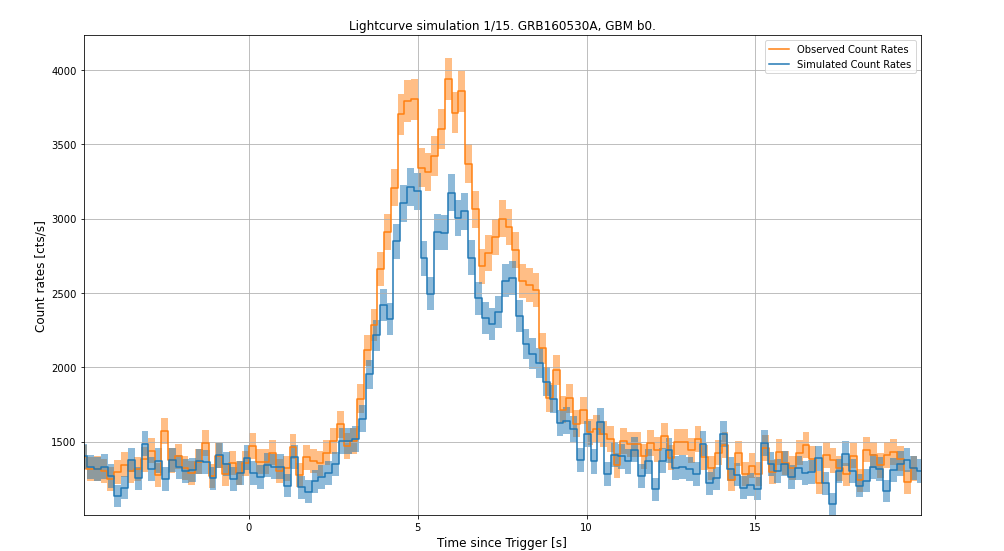 Lightcurve simulation 1/15. GRB160530A, GBM b0.
Observed Count Rates
Simulated Count Rates
Count rates [cts/s]
4000
3500
3000
2500
2000
1500
0 5 10 15
Time since Trigger [s]